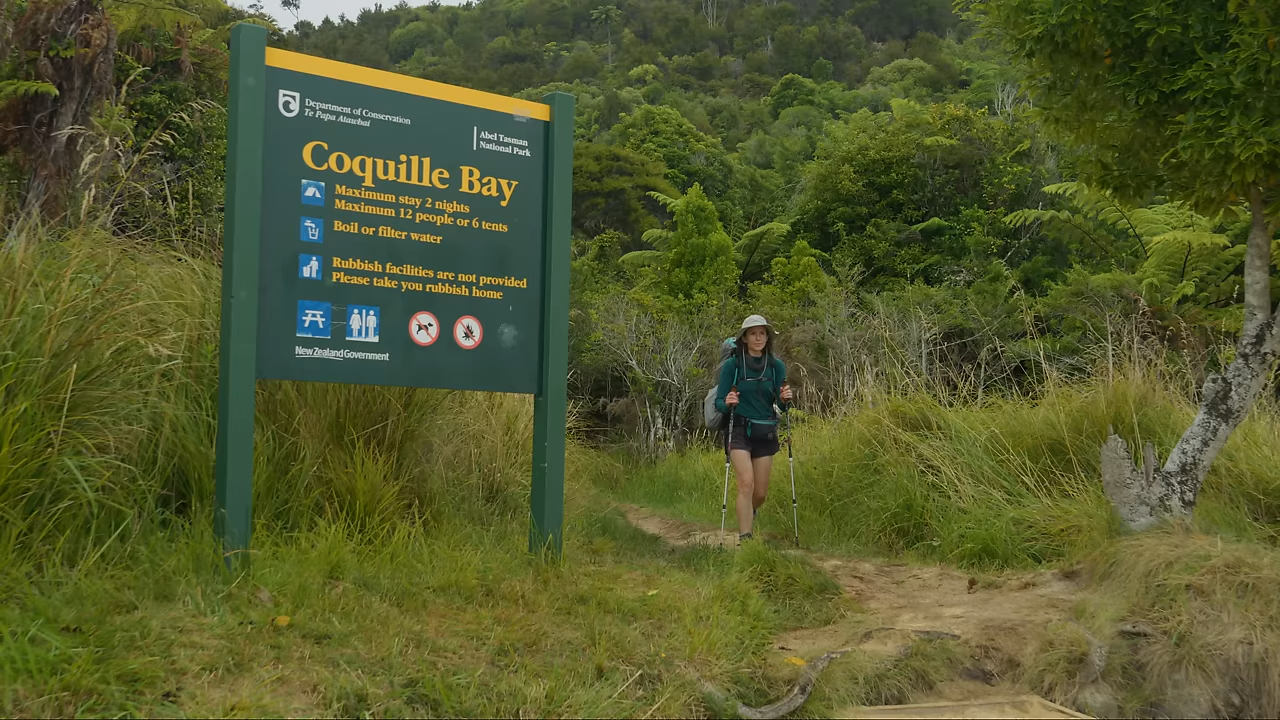 Department of Conservation
Te Papa Atawbai
Abel Tasman
National Park
Coquille Bay
Maximum stay 2 nights
Maximum 12 people or 6 tents
Boil or filter water
Rubbish facilities are not provided
Please take you rubbish home
New Zealand Government